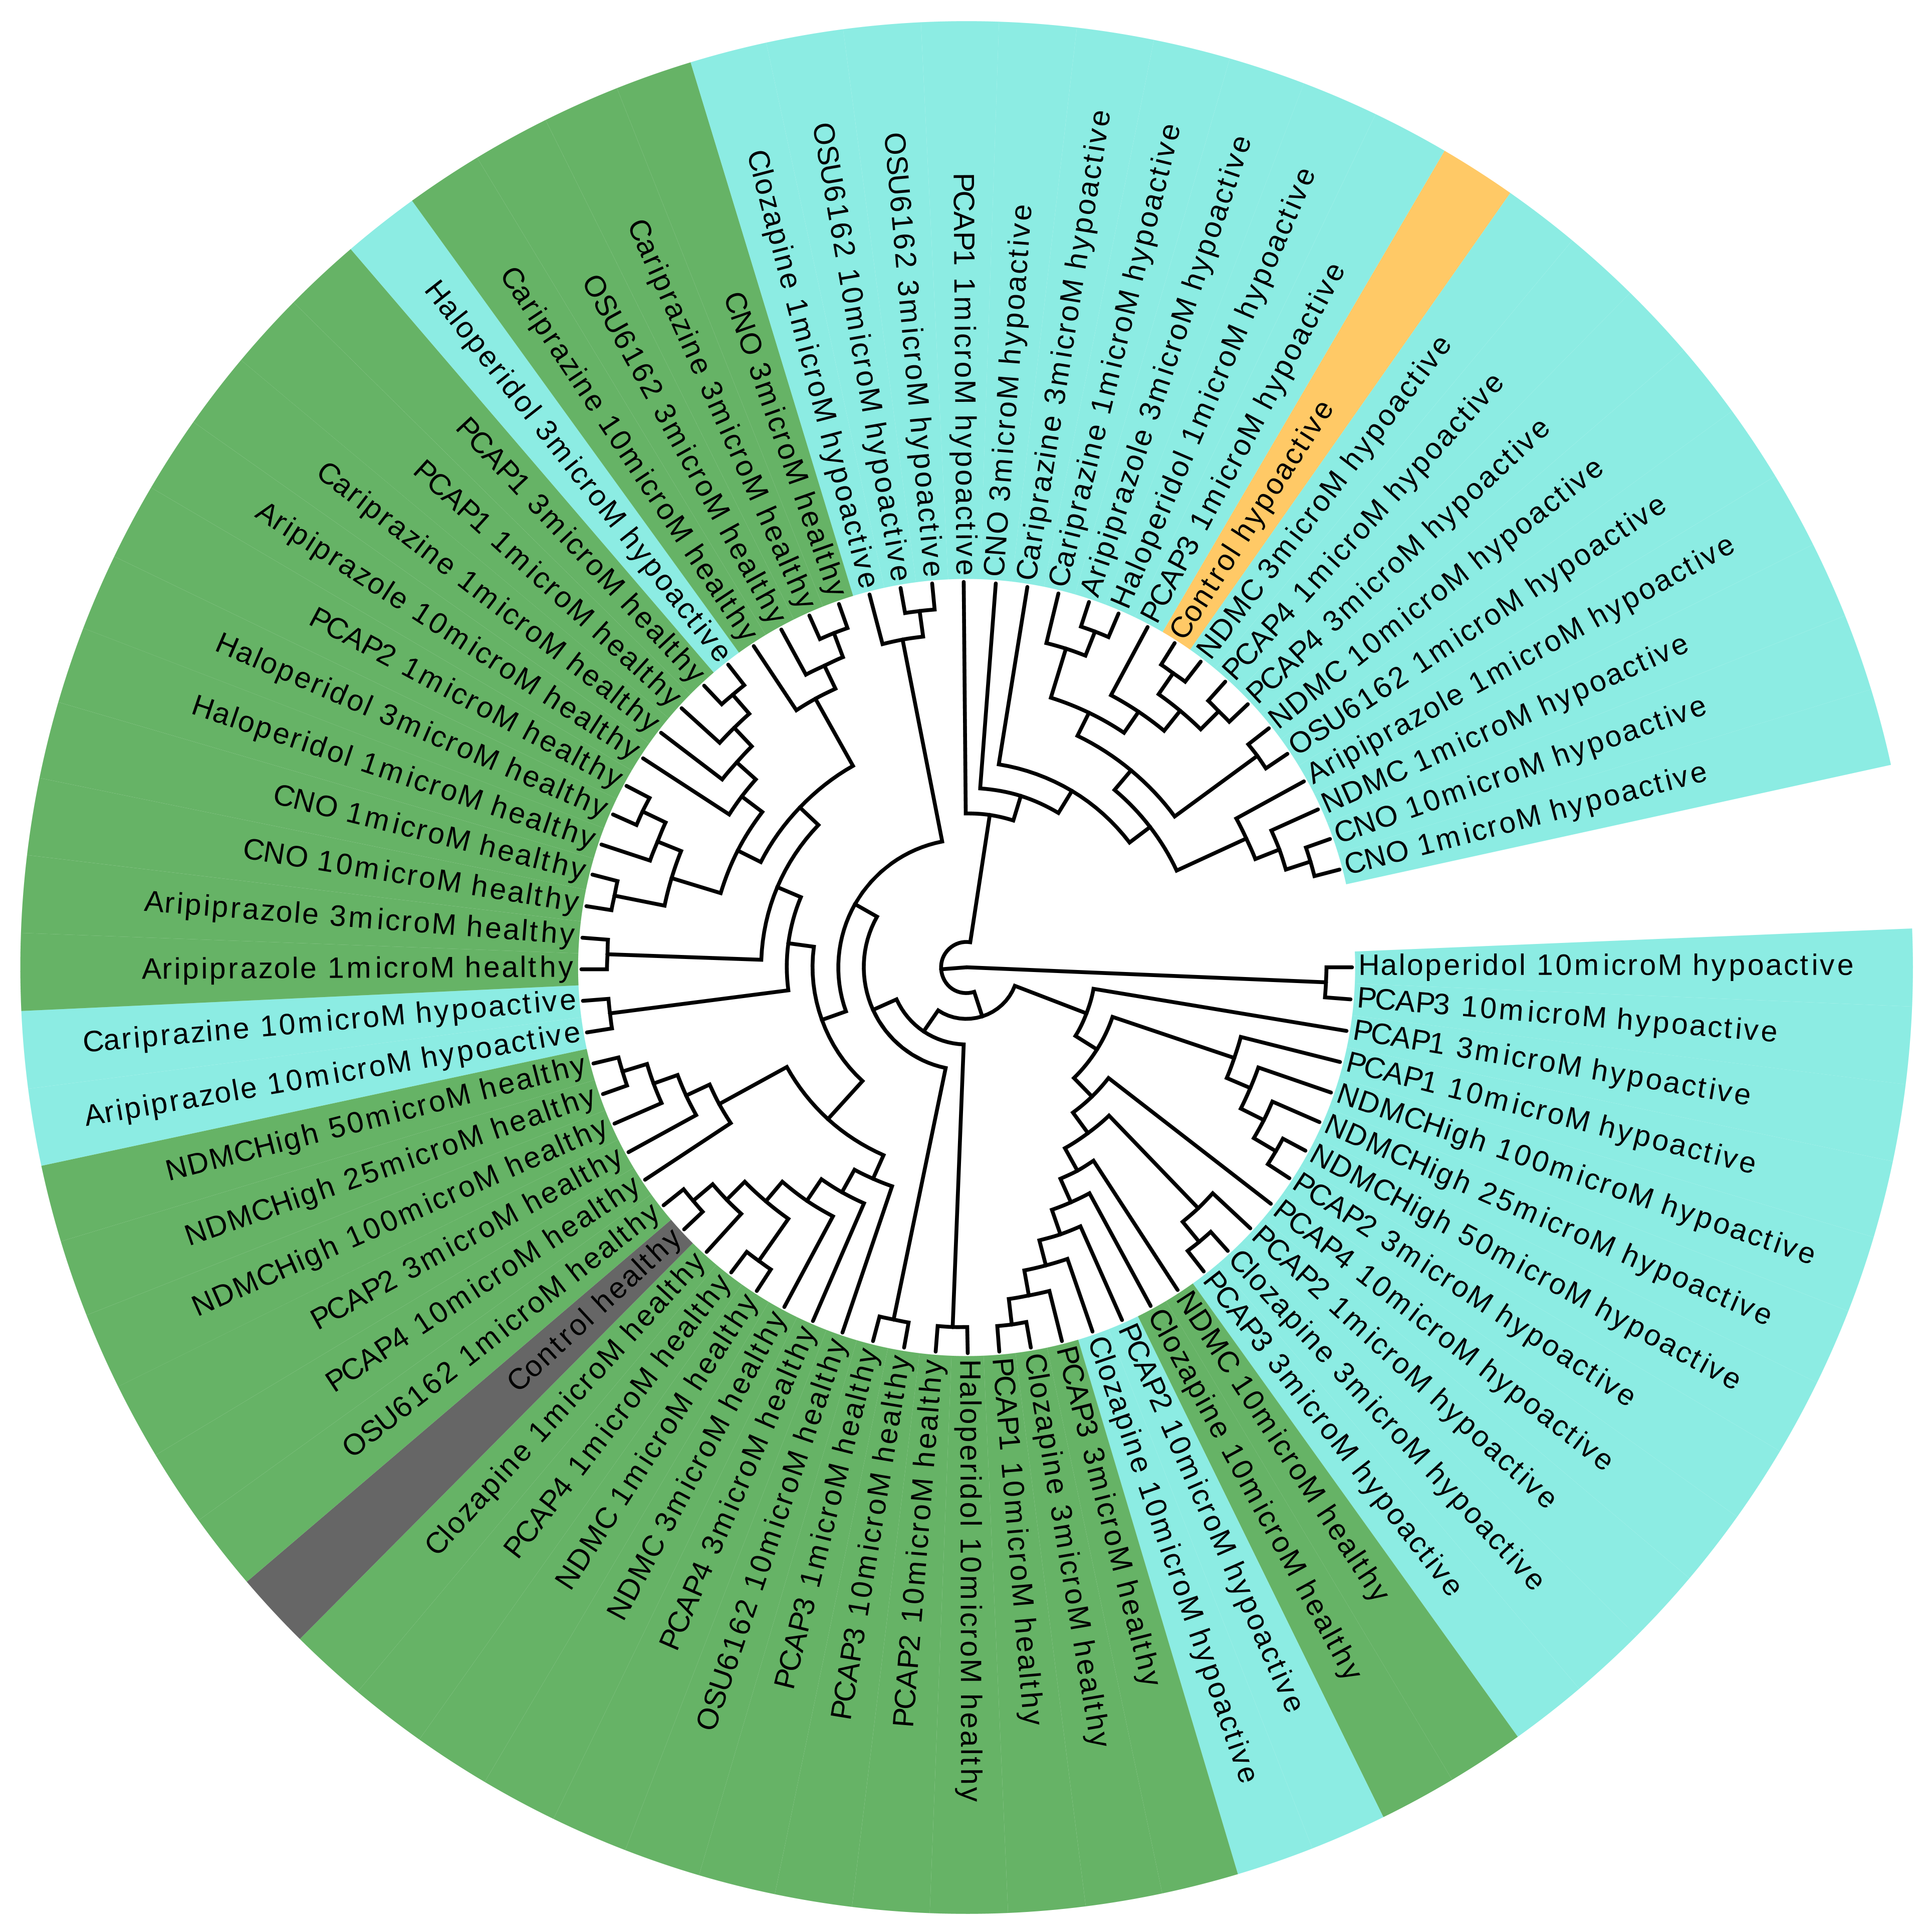 Clozapine 1microM hypoactive
OSU6162 10microM hypoactive
OSU6162 3microM hypoactive
PCAP1 1microM hypoactive
CNO 3microM hypoactive
Cariprazine 3microM hypoactive
Cariprazine 1microM hypoactive
Aripiprazole 3microM hypoactive
Haloperidol 1microM hypoactive
PCAP3 1microM hypoactive
Control hypoactive
NDMC 3microM hypoactive
PCAP4 1microM hypoactive
PCAP4 3microM hypoactive
NDMC 10microM hypoactive
OSU6162 1microM hypoactive
Aripiprazole 1microM hypoactive
NDMC 1microM hypoactive
CNO 10microM hypoactive
CNO 1microM hypoactive
Haloperidol 10microM hypoactive
PCAP3 10microM hypoactive
PCAP1 3microM hypoactive
PCAP1 10microM hypoactive
NDMCHigh 100microM hypoactive
NDMCHigh 25microM hypoactive
NDMCHigh 50microM hypoactive
PCAP2 3microM hypoactive
PCAP4 10microM hypoactive
PCAP2 1microM hypoactive
Clozapine 3microM hypoactive
PCAP3 3microM hypoactive
NDMC 10microM healthy
Clozapine 10microM healthy
PCAP2 10microM hypoactive
Clozapine 10microM hypoactive
PCAP3 3microM healthy
Clozapine 3microM healthy
PCAP1 10microM healthy
Haloperidol 10microM healthy
PCAP2 10microM healthy
PCAP3 10microM healthy
PCAP3 1microM healthy
OSU6162 10microM healthy
PCAP4 3microM healthy
NDMC 3microM healthy
NDMC 1microM healthy
PCAP4 1microM healthy
Clozapine 1microM healthy
Control healthy
OSU6162 1microM healthy
PCAP4 10microM healthy
PCAP2 3microM healthy
NDMCHigh 100microM healthy
NDMCHigh 25microM healthy
NDMCHigh 50microM healthy
Aripiprazole 10microM hypoactive
Cariprazine 10microM hypoactive
Aripiprazole 1microM healthy
Aripiprazole 3microM healthy
CNO 10microM healthy
CNO 1microM healthy
Haloperidol 1microM healthy
Haloperidol 3microM healthy
PCAP2 1microM healthy
Aripiprazole 10microM healthy
Cariprazine 1microM healthy
PCAP1 1microM healthy
PCAP1 3microM healthy
Haloperidol 3microM hypoactive
Cariprazine 10microM healthy
OSU6162 3microM healthy
Cariprazine 3microM healthy
CNO 3microM healthy